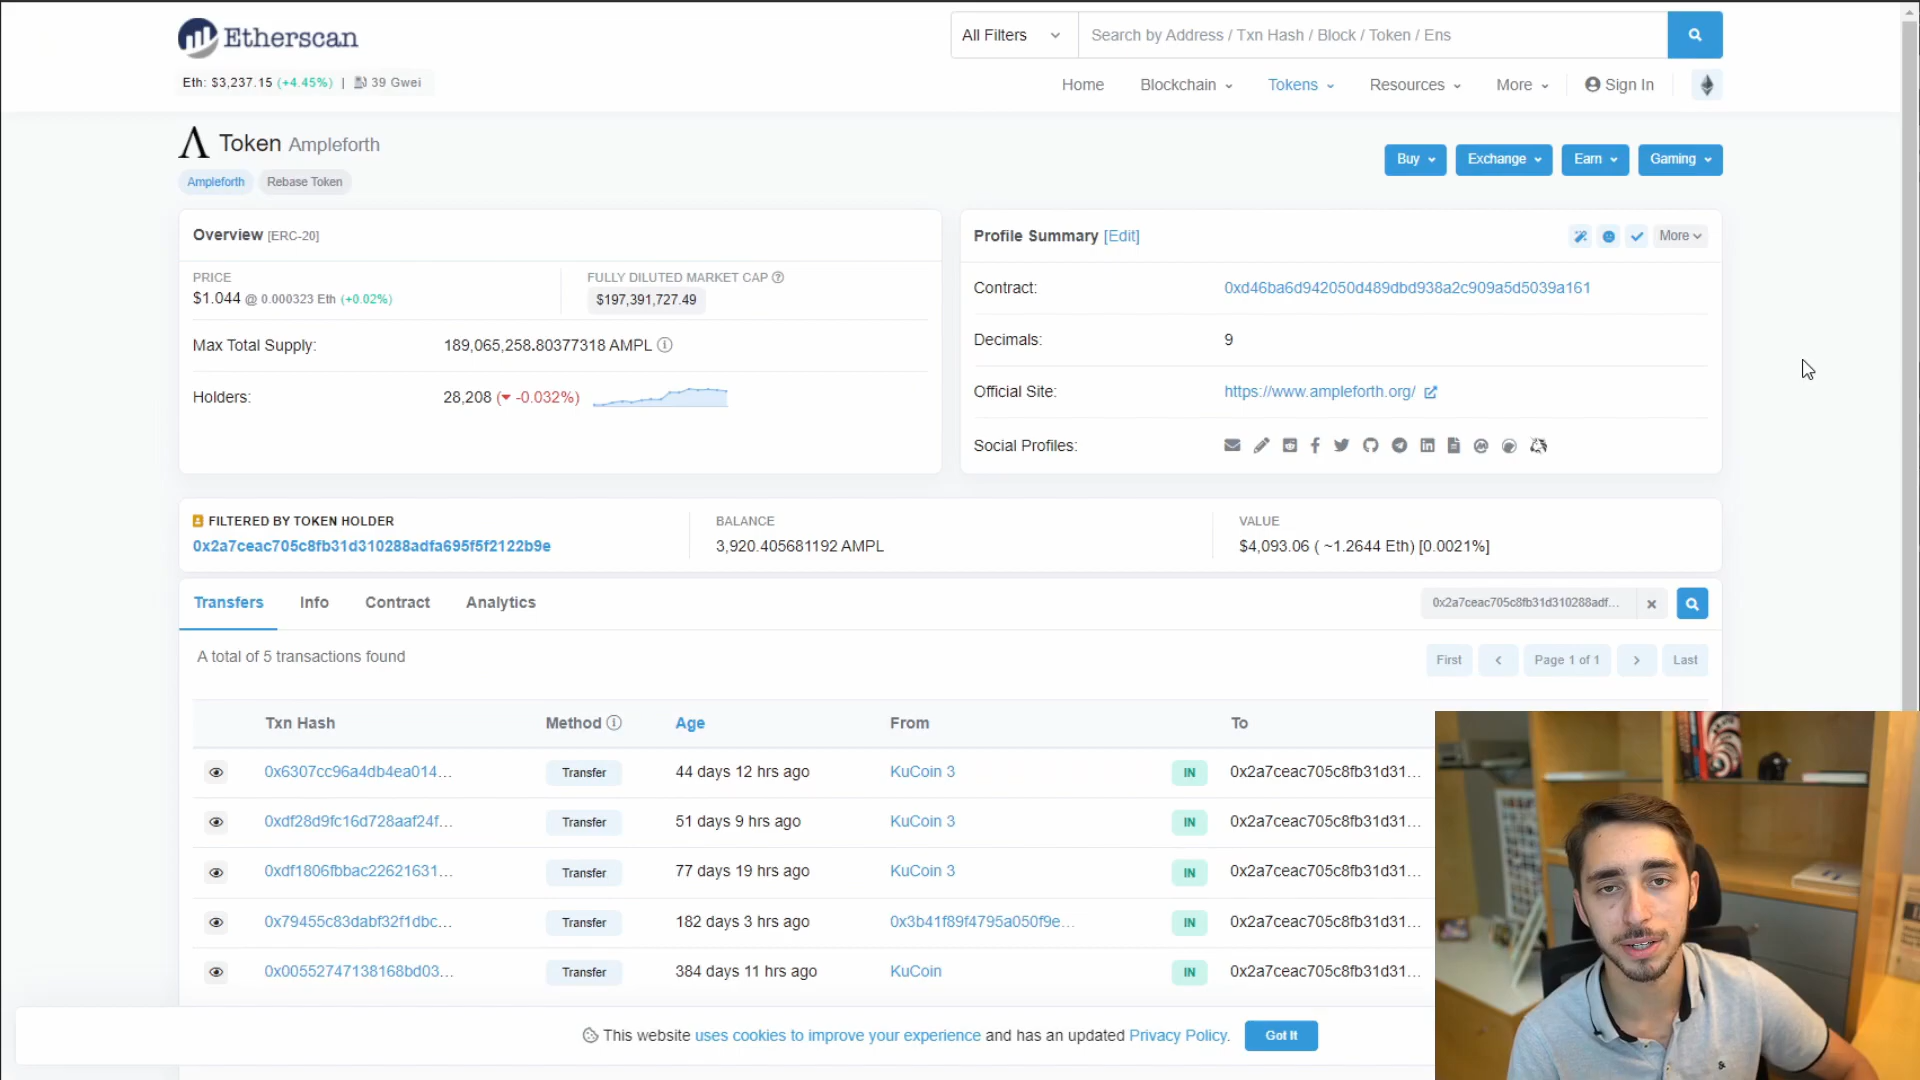 Etherscan
All Filters
Search by Address / Txn Hash / Block / Token / Ens
Eth: $3,237.15 (+4.45%) | 39 Gwei
Home Blockchain Tokens Resources More Sign In
Token Ampleforth
Ampleforth Rebase Token
Buy Exchange Earn Gaming
Overview [ERC-20]
PRICE
$1.044 @ 0.000323 Eth (+0.02%)
FULLY DILUTED MARKET CAP
$197,391,727.49
Max Total Supply: 189,065,258.80377318 AMPL
Holders: 28,208 (-0.032%)
Profile Summary [Edit]
More
Contract: 0xd46ba6d942050d489dbd938a2c909a5d5039a161
Decimals: 9
Official Site: https://www.ampleforth.org/
Social Profiles:
FILTERED BY TOKEN HOLDER
0x2a7ceac705c8fb31d310288adfa695f5f2122b9e
BALANCE
3,920.405681192 AMPL
VALUE
$4,093.06 ( ~1.2644 Eth) [0.0021%]
Transfers Info Contract Analytics
0x2a7ceac705c8fb31d310288adf...
A total of 5 transactions found
First Page 1 of 1 Last
Txn Hash Method Age From To
0x6307cc96a4db4ea014... Transfer 44 days 12 hrs ago KuCoin 3 IN 0x2a7ceac705c8fb31d31...
0xdf28d9fc16d728aaf24f... Transfer 51 days 9 hrs ago KuCoin 3 IN 0x2a7ceac705c8fb31d31...
0xdf1806fbbac22621631... Transfer 77 days 19 hrs ago KuCoin 3 IN 0x2a7ceac705c8fb31d31...
0x79455c83dabf32f1dbc... Transfer 182 days 3 hrs ago 0x3b41f89f4795a050f9e... IN 0x2a7ceac705c8fb31d31...
0x00552747138168bd03... Transfer 384 days 11 hrs ago KuCoin IN 0x2a7ceac705c8fb31d31...
This website uses cookies to improve your experience and has an updated Privacy Policy.
Got It